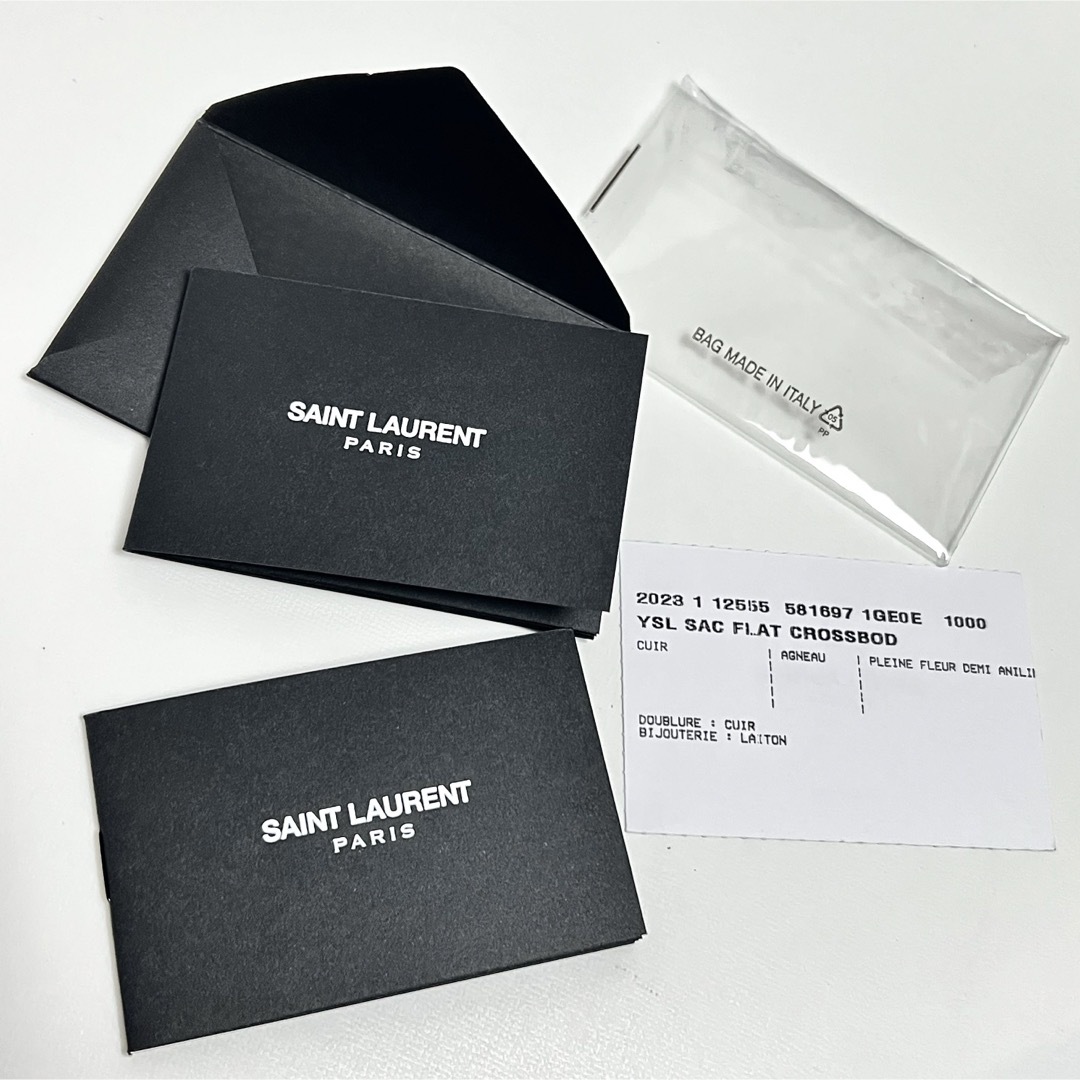 SAINT LAURENT
PARIS
BAG MADE IN ITALY
05
PP
2023 1 12555 581697 1GE0E 1000
YSL SAC FLAT CROSSBOD
CUIR | AGNEAU | PLEINE FLEUR DEMI ANILI
DOUBLURE : CUIR
BIJOUTERIE : LAITON
SAINT LAURENT
PARIS